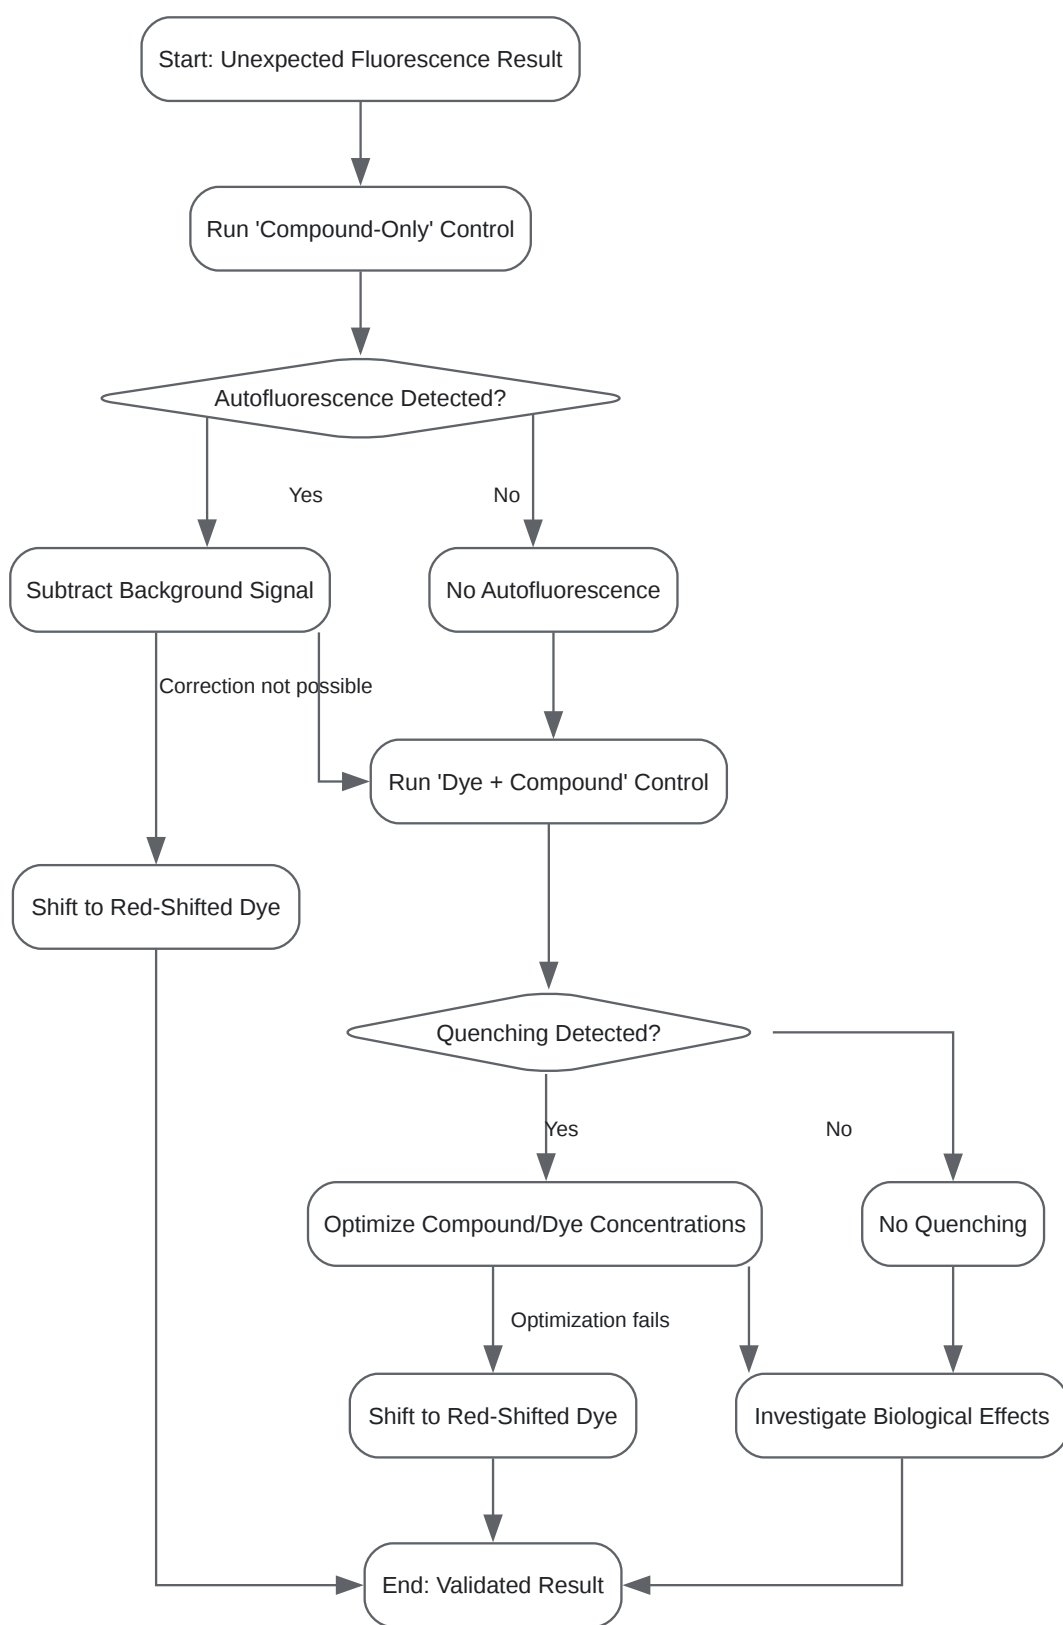 Start: Unexpected Fluorescence Result
Run 'Compound-Only' Control
Autofluorescence Detected?
Yes
No
Subtract Background Signal
No Autofluorescence
Correction not possible
Run 'Dye + Compound' Control
Shift to Red-Shifted Dye
Quenching Detected?
Yes
No
Optimize Compound/Dye Concentrations
No Quenching
Optimization fails
Shift to Red-Shifted Dye
Investigate Biological Effects
End: Validated Result